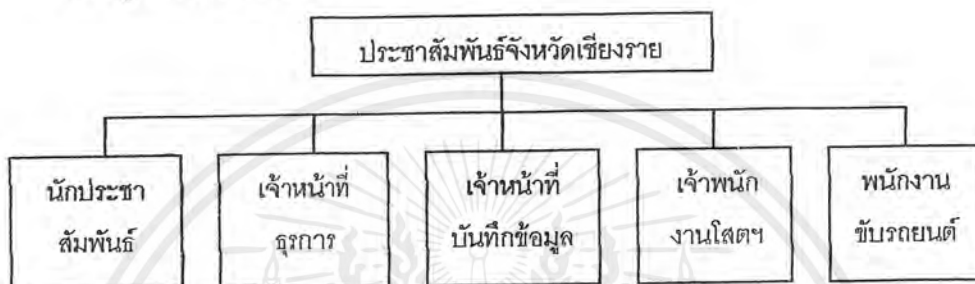 ประชาสัมพันธ์จังหวัดเชียงราย
นักประชา
สัมพันธ์
เจ้าหน้าที่
ธุรการ
เจ้าหน้าที่
บันทึกข้อมูล
เจ้าพนัก
งานโสตฯ
พนักงาน
ขับรถยนต์